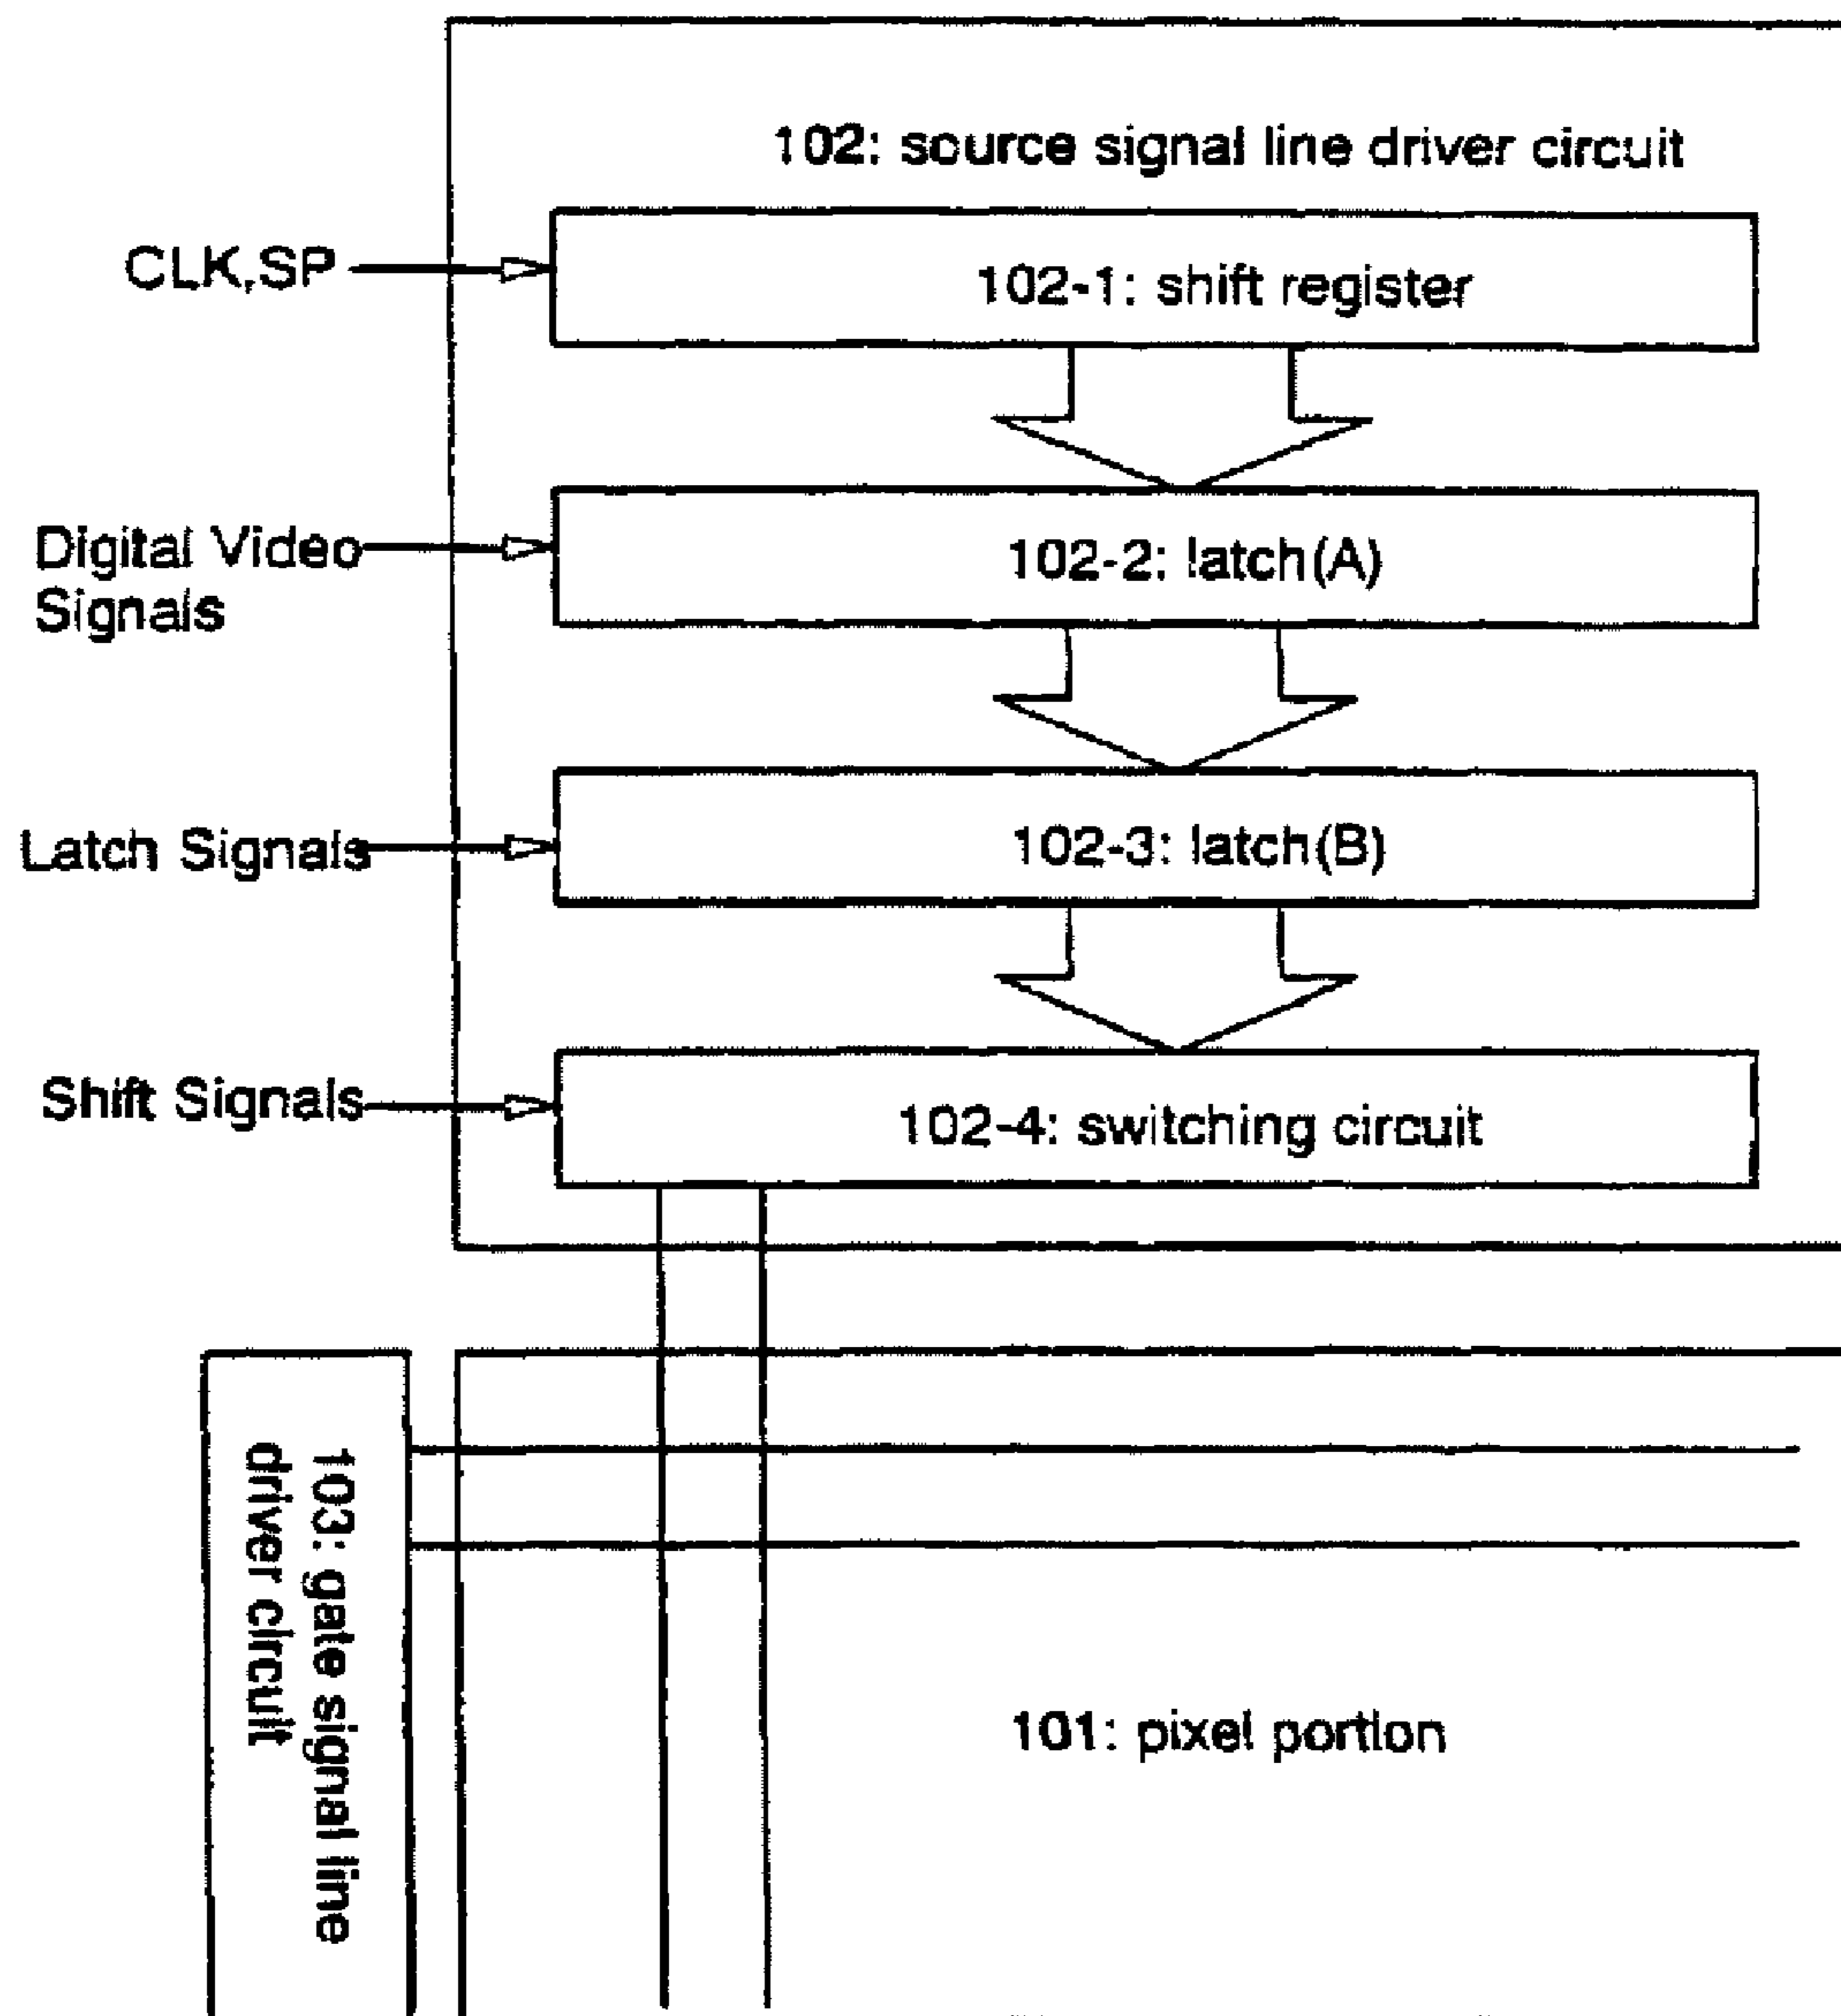 102: source signal line driver circuit
CLK,SP
102-1: shift register
Digital Video
Signals
102-2: latch(A)
Latch Signals
102-3: latch(B)
Shift Signals
102-4: switching circuit
103: gate signal line
driver circuit
101: pixel portion